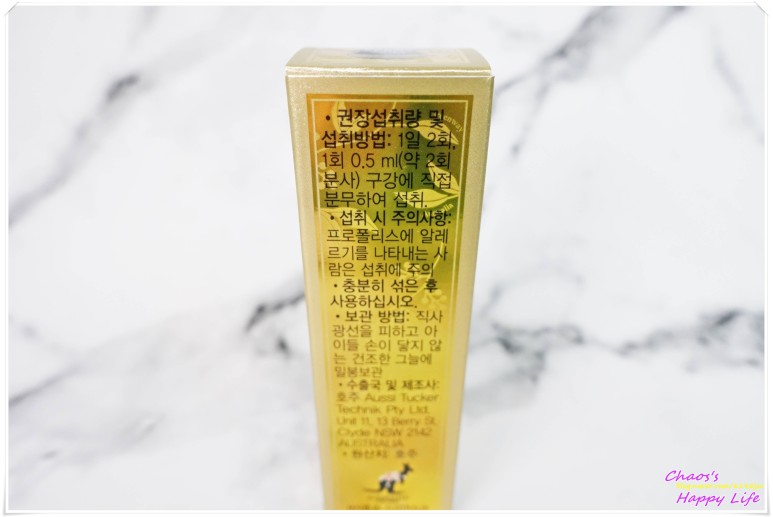 • 권장섭취량 및
섭취방법: 1일 2회,
1회 0.5 ml(약 2회
분사) 구강에 직접
분무하여 섭취.
• 섭취 시 주의사항:
프로폴리스에 알레
르기를 나타내는 사
람은 섭취에 주의
• 충분히 섞은 후
사용하십시오.
• 보관 방법: 직사
광선을 피하고 아
이들 손이 닿지 않
는 건조한 그늘에
밀봉보관
• 수출국 및 제조사:
호주 Aussi Tucker
Technik Pty Ltd,
Unit 11, 13 Berry St,
Clyde NSW 2142
AUSTRALIA
• 원산지: 호주
Chaos's
Happy Life